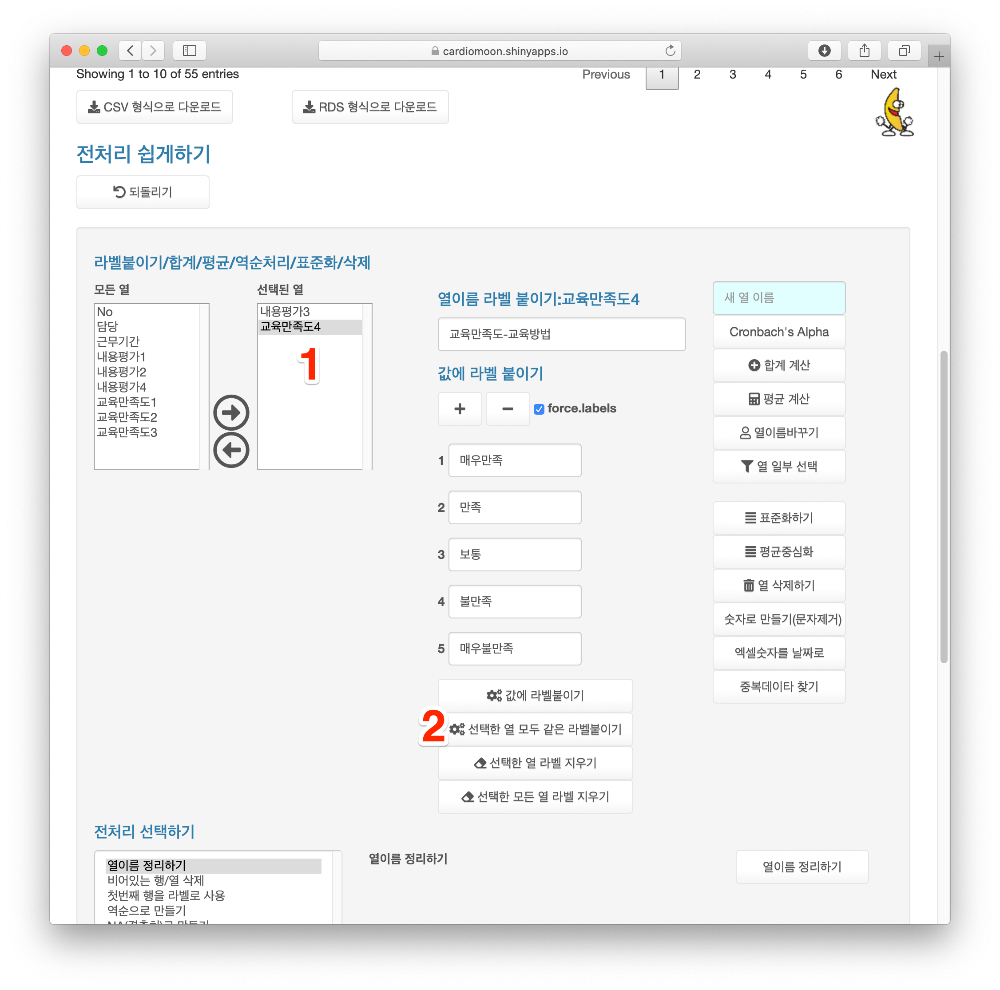 cardiomoon.shinyapps.io
Showing 1 to 10 of 55 entries
Previous 1 2 3 4 5 6 Next
CSV 형식으로 다운로드
RDS 형식으로 다운로드
전처리 쉽게하기
되돌리기
라벨붙이기/합계/평균/역순처리/표준화/삭제
모든 열
No
담당
근무기간
내용평가1
내용평가2
내용평가4
교육만족도1
교육만족도2
교육만족도3
선택된 열
내용평가3
교육만족도4
1
열이름 라벨 붙이기:교육만족도4
교육만족도-교육방법
값에 라벨 붙이기
+ − force.labels
1 매우만족
2 만족
3 보통
4 불만족
5 매우불만족
값에 라벨붙이기
2
선택한 열 모두 같은 라벨붙이기
선택한 열 라벨 지우기
선택한 모든 열 라벨 지우기
새 열 이름
Cronbach's Alpha
합계 계산
평균 계산
열이름바꾸기
열 일부 선택
표준화하기
평균중심화
열 삭제하기
숫자로 만들기(문자제거)
엑셀숫자를 날짜로
중복데이타 찾기
전처리 선택하기
열이름 정리하기
비어있는 행/열 삭제
첫번째 행을 라벨로 사용
역순으로 만들기
NA(결측치)로 만들기
열이름 정리하기
열이름 정리하기